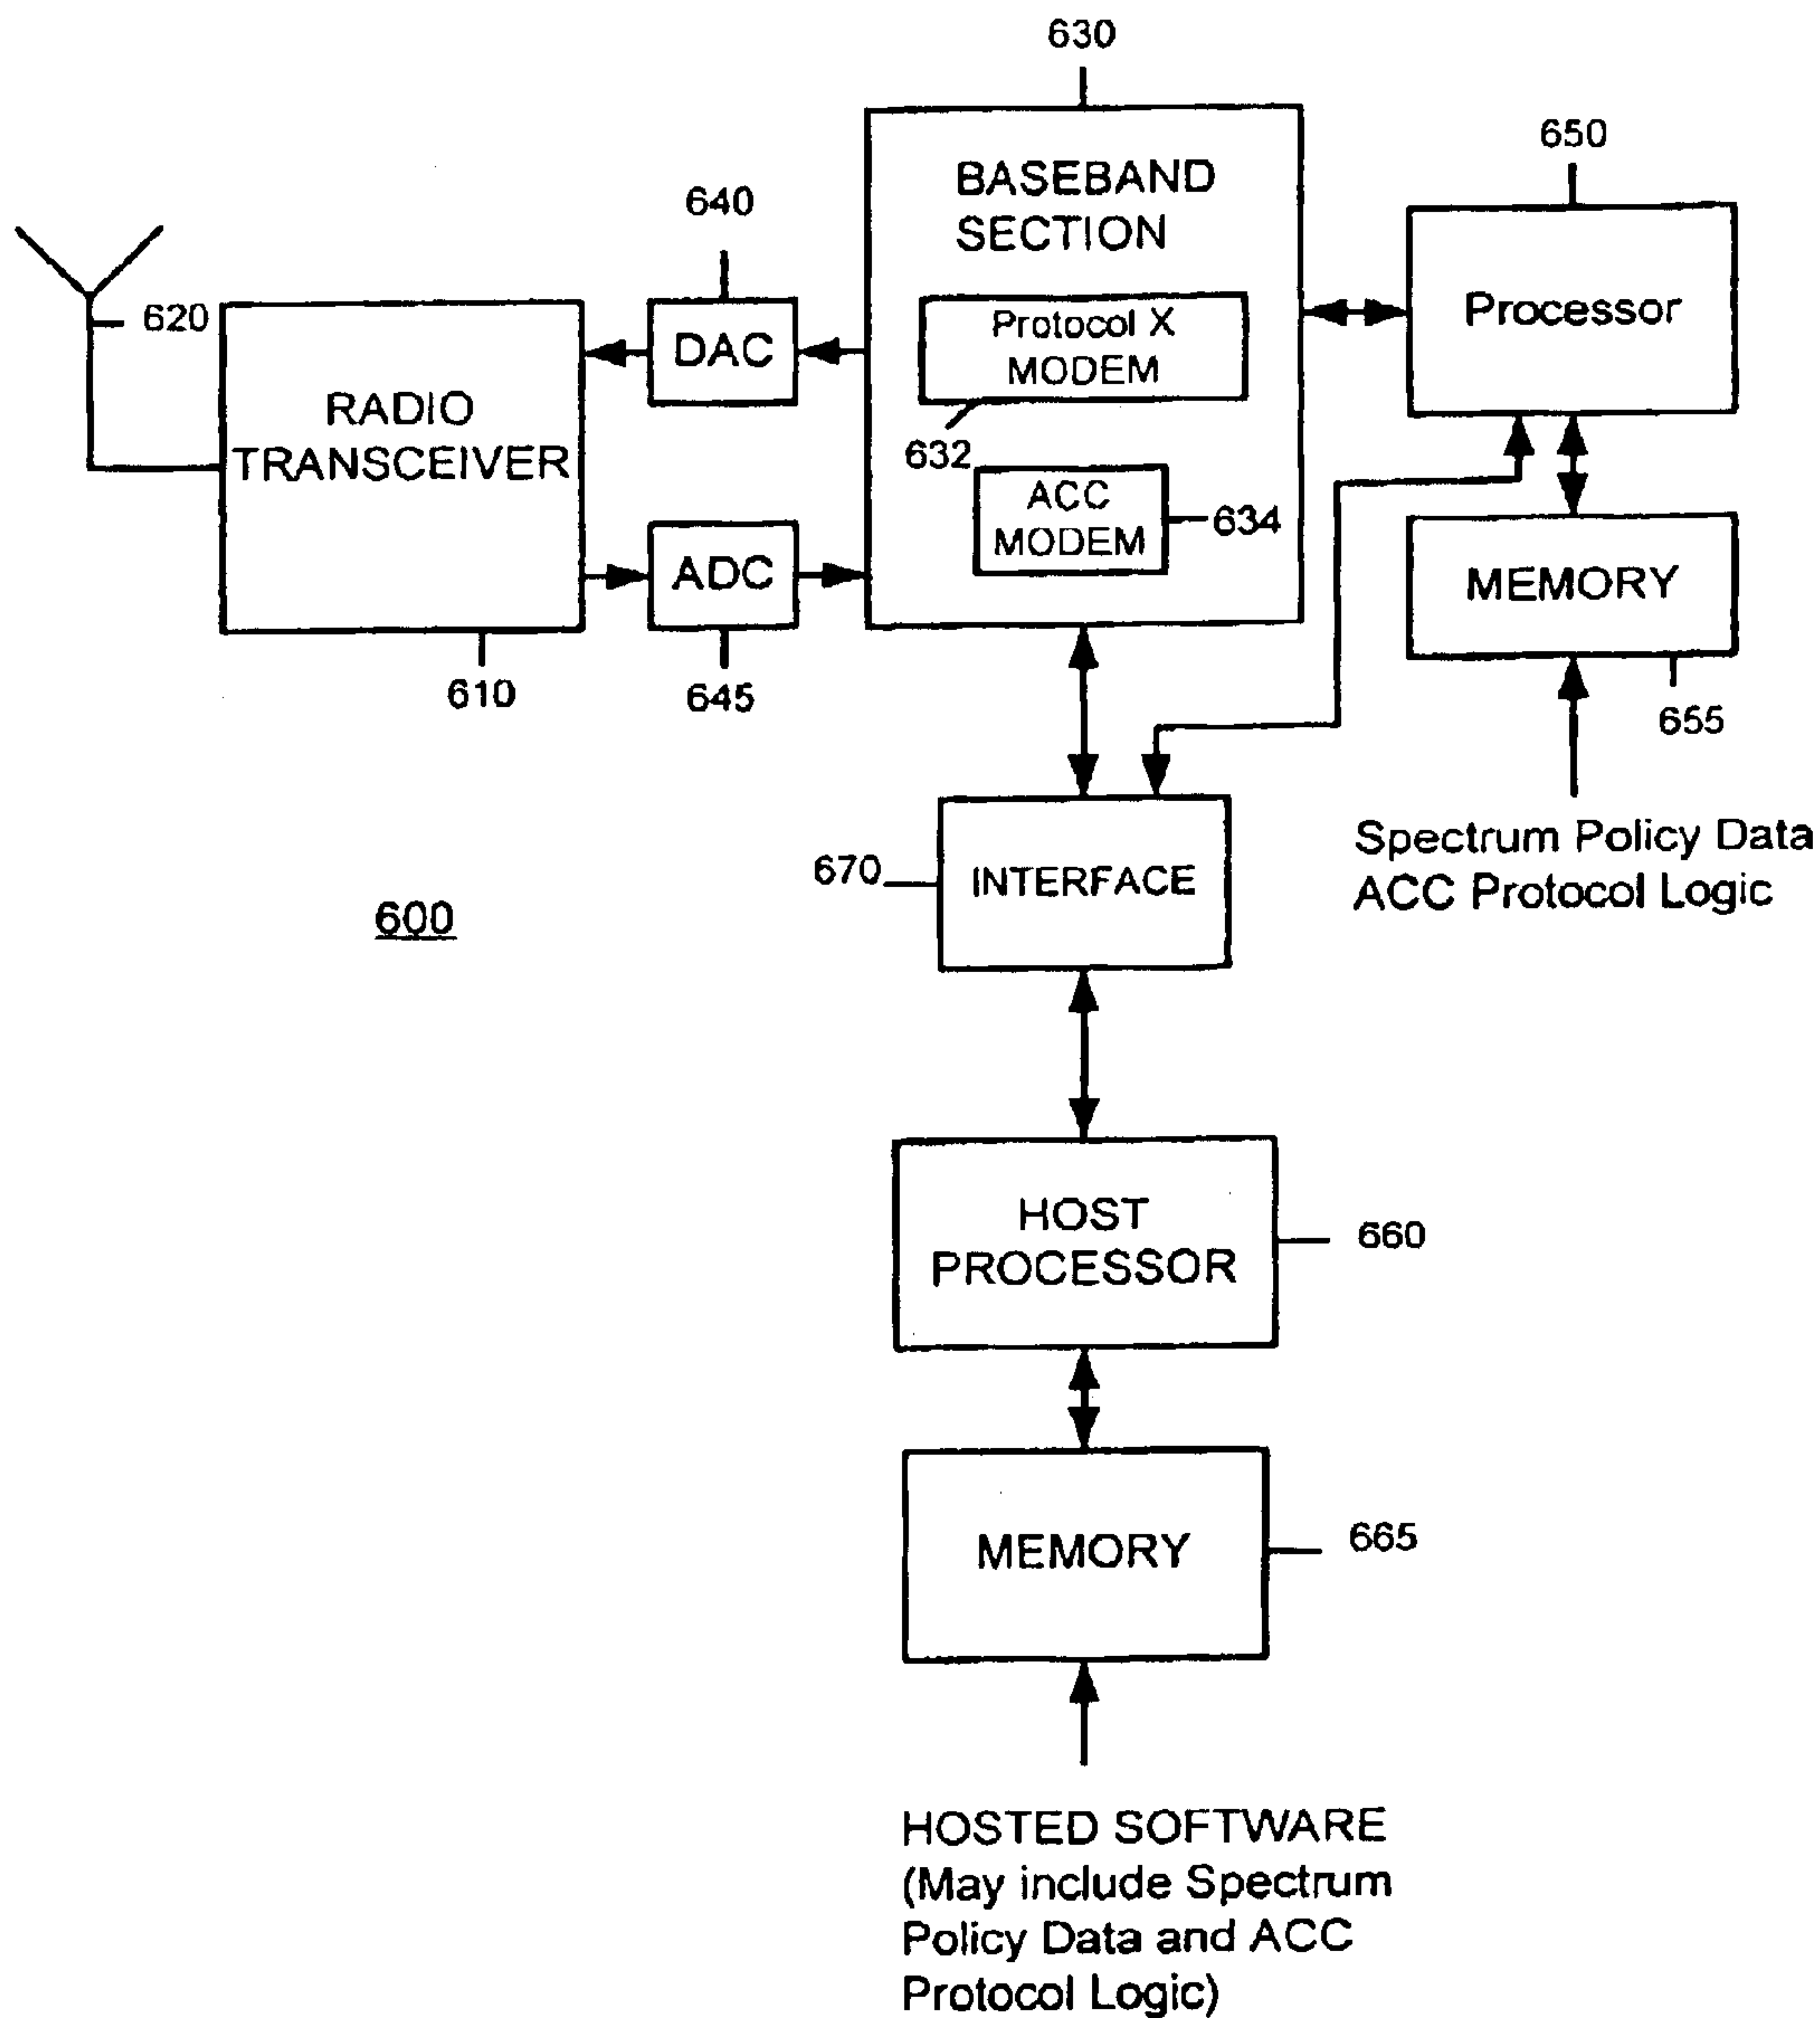 630
BASEBAND
SECTION
650
640
Processor
620
DAC
Protocol X
MODEM
RADIO
TRANSCEIVER
632
ACC
MODEM
634
ADC
MEMORY
610
645
655
Spectrum Policy Data
ACC Protocol Logic
670
INTERFACE
600
HOST
PROCESSOR
660
MEMORY
665
HOSTED SOFTWARE
(May include Spectrum
Policy Data and ACC
Protocol Logic)